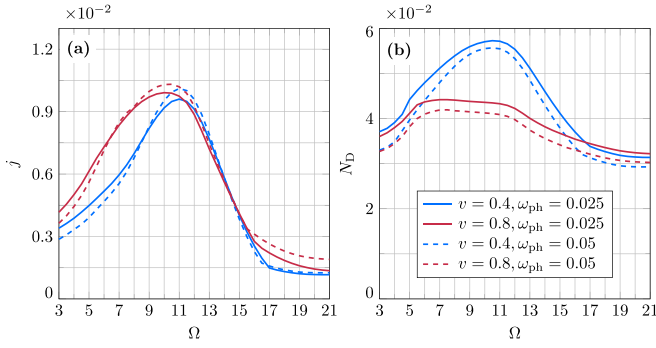 ×10−2
(a)
1.2
0.9
0.6
0.3
0
j
3 5 7 9 11 13 15 17 19 21
Ω
×10−2
(b)
6
4
2
0
N_D
v = 0.4, ω_ph = 0.025
v = 0.8, ω_ph = 0.025
v = 0.4, ω_ph = 0.05
v = 0.8, ω_ph = 0.05
3 5 7 9 11 13 15 17 19 21
Ω